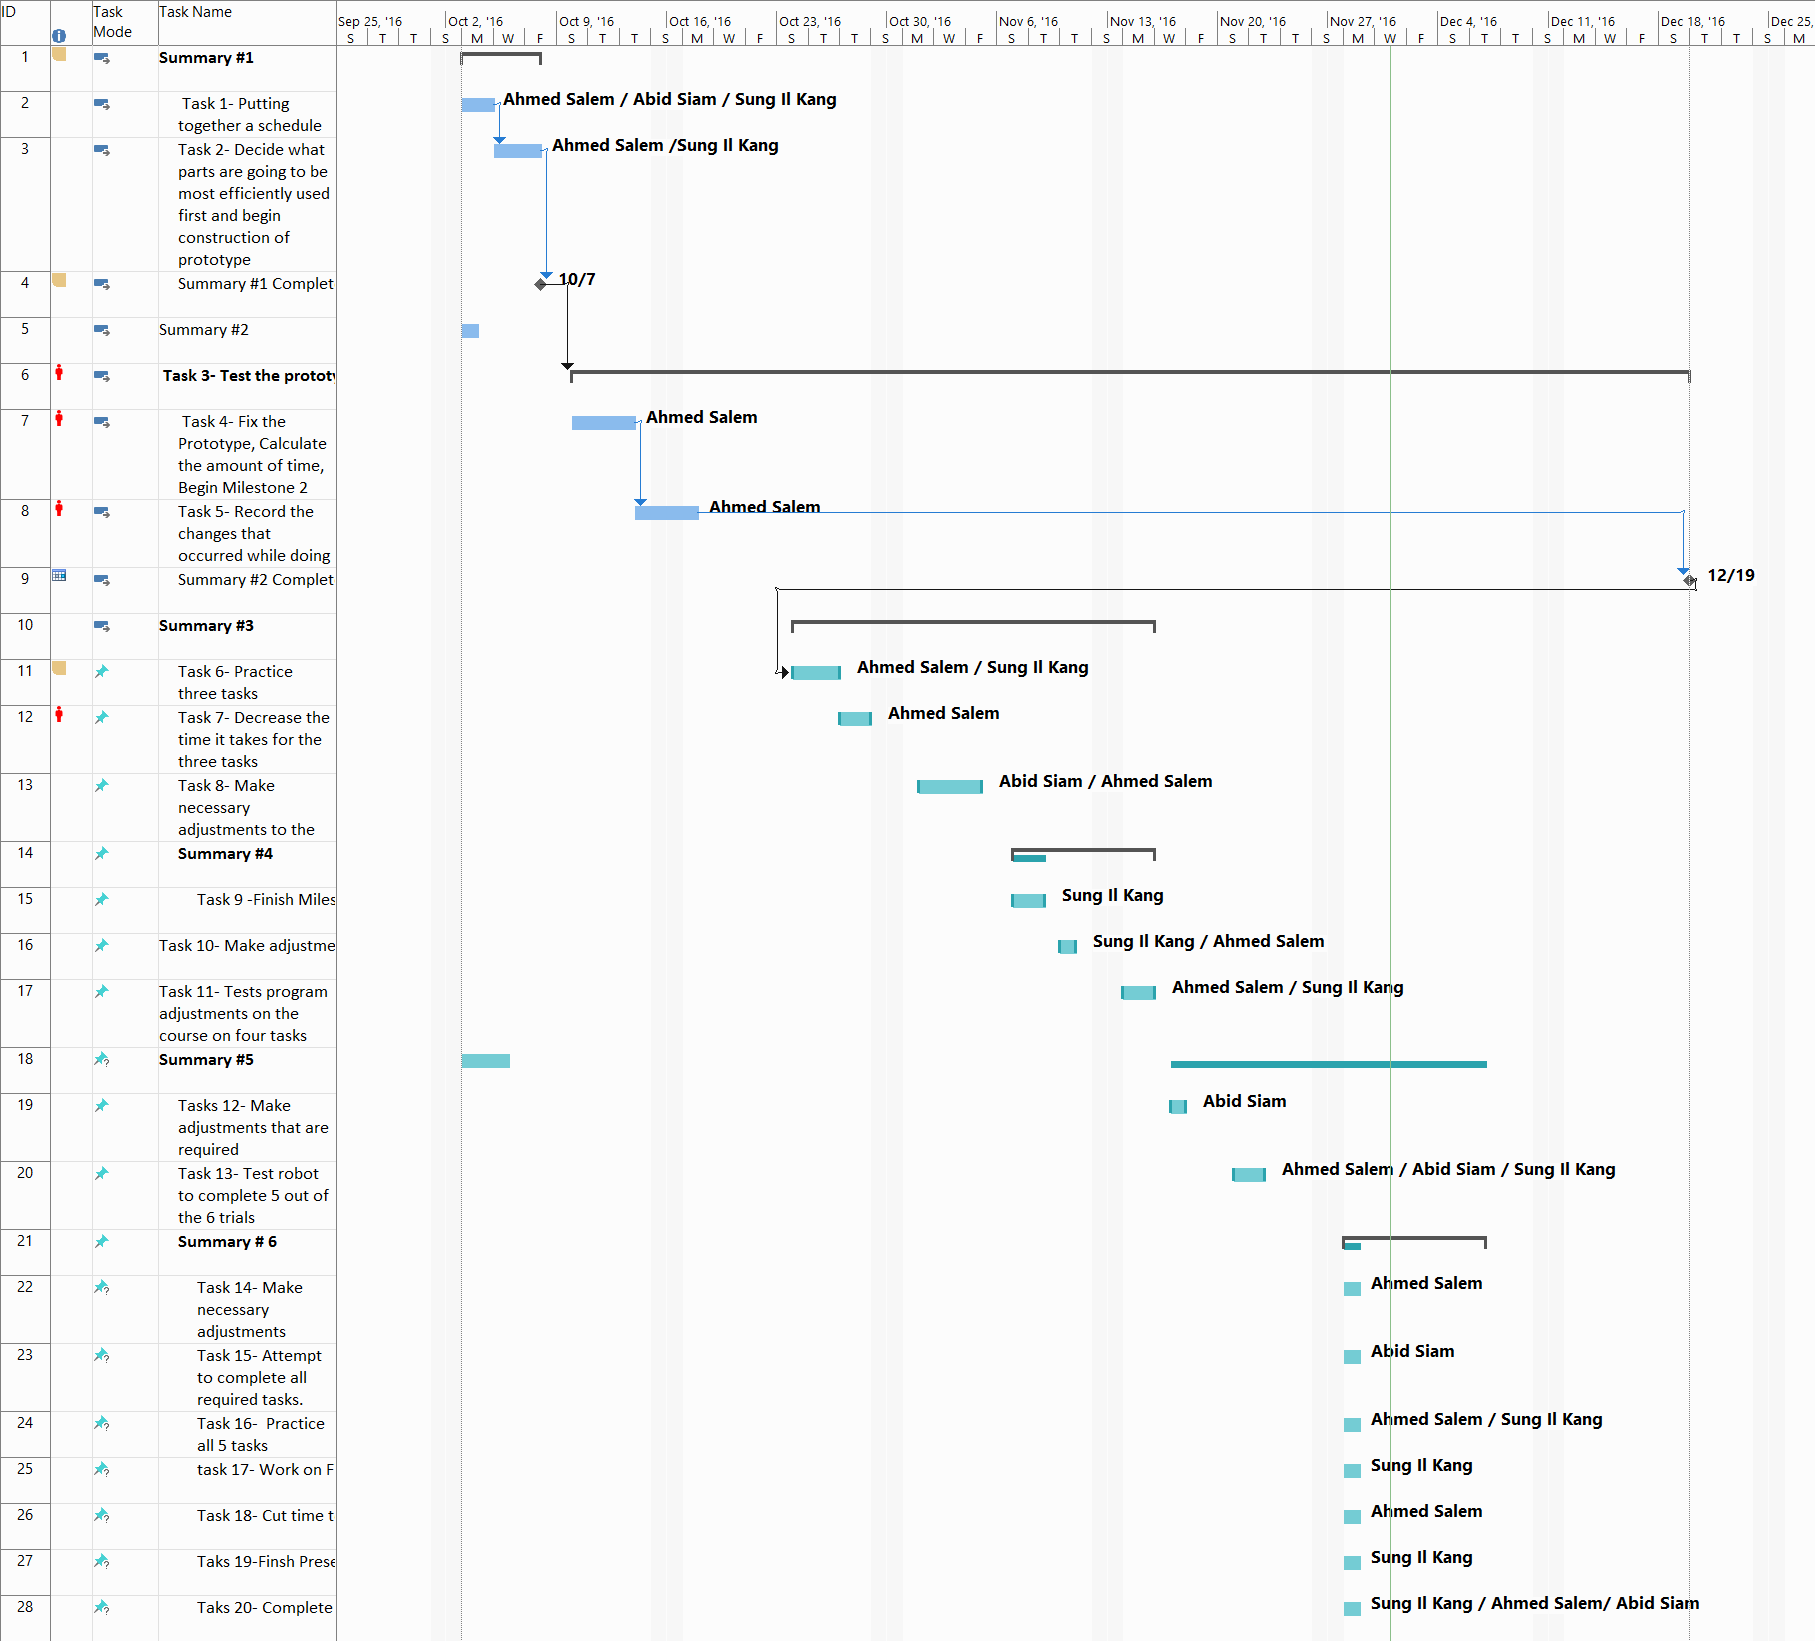 ID
Task Mode
Task Name
Sep 25, '16 Oct 2, '16 Oct 9, '16 Oct 16, '16 Oct 23, '16 Oct 30, '16 Nov 6, '16 Nov 13, '16 Nov 20, '16 Nov 27, '16 Dec 4, '16 Dec 11, '16 Dec 18, '16 Dec 25,
S T T S M W F S T T S M W F S T T S M W F S T T S M W F S T T S M W F S T T S M W F S T T S M
1 Summary #1
2 Task 1- Putting
together a schedule
Ahmed Salem / Abid Siam / Sung Il Kang
3 Task 2- Decide what
parts are going to be
most efficiently used
first and begin
construction of
prototype
Ahmed Salem /Sung Il Kang
4 Summary #1 Complet
10/7
5 Summary #2
6 Task 3- Test the prototy
7 Task 4- Fix the
Prototype, Calculate
the amount of time,
Begin Milestone 2
Ahmed Salem
8 Task 5- Record the
changes that
occurred while doing
Ahmed Salem
9 Summary #2 Complet
12/19
10 Summary #3
11 Task 6- Practice
three tasks
Ahmed Salem / Sung Il Kang
12 Task 7- Decrease the
time it takes for the
three tasks
Ahmed Salem
13 Task 8- Make
necessary
adjustments to the
Abid Siam / Ahmed Salem
14 Summary #4
15 Task 9 -Finish Miles
Sung Il Kang
16 Task 10- Make adjustme
Sung Il Kang / Ahmed Salem
17 Task 11- Tests program
adjustments on the
course on four tasks
Ahmed Salem / Sung Il Kang
18 Summary #5
19 Tasks 12- Make
adjustments that are
required
Abid Siam
20 Task 13- Test robot
to complete 5 out of
the 6 trials
Ahmed Salem / Abid Siam / Sung Il Kang
21 Summary # 6
22 Task 14- Make
necessary
adjustments
Ahmed Salem
23 Task 15- Attempt
to complete all
required tasks.
Abid Siam
24 Task 16-  Practice
all 5 tasks
Ahmed Salem / Sung Il Kang
25 task 17- Work on F
Sung Il Kang
26 Task 18- Cut time t
Ahmed Salem
27 Taks 19-Finsh Prese
Sung Il Kang
28 Taks 20- Complete
Sung Il Kang / Ahmed Salem/ Abid Siam